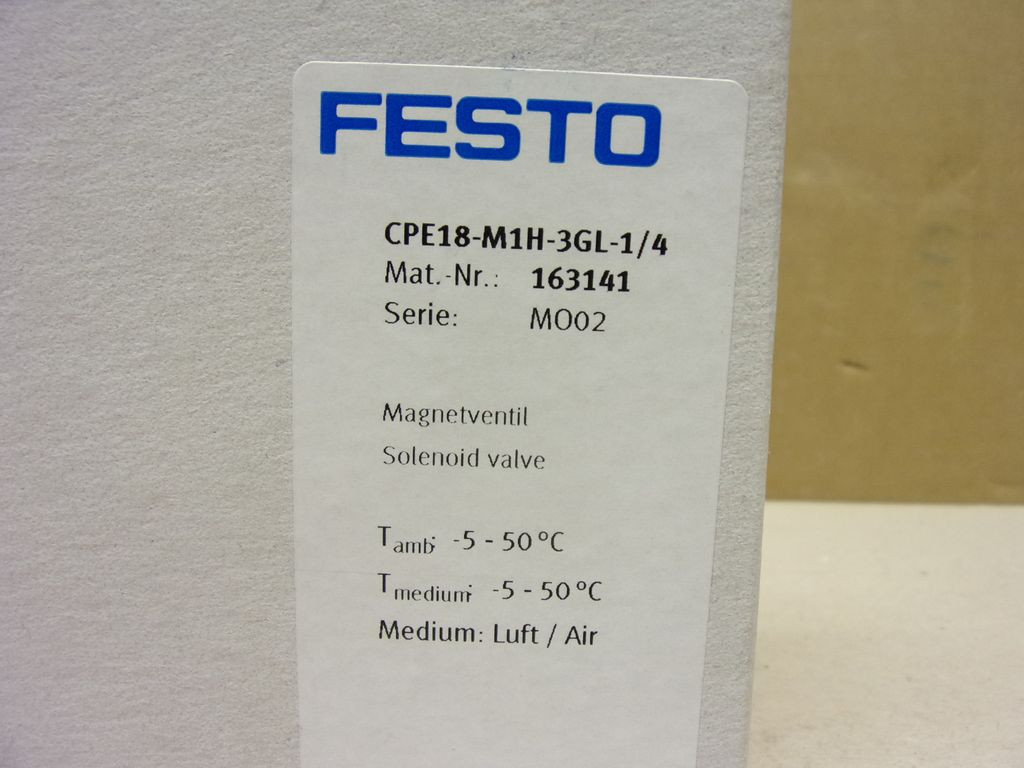 FESTO
CPE18-M1H-3GL-1/4
Mat.-Nr.: 163141
Serie: MO02
Magnetventil
Solenoid valve
Tamb: -5 - 50 °C
Tmedium: -5 - 50 °C
Medium: Luft / Air